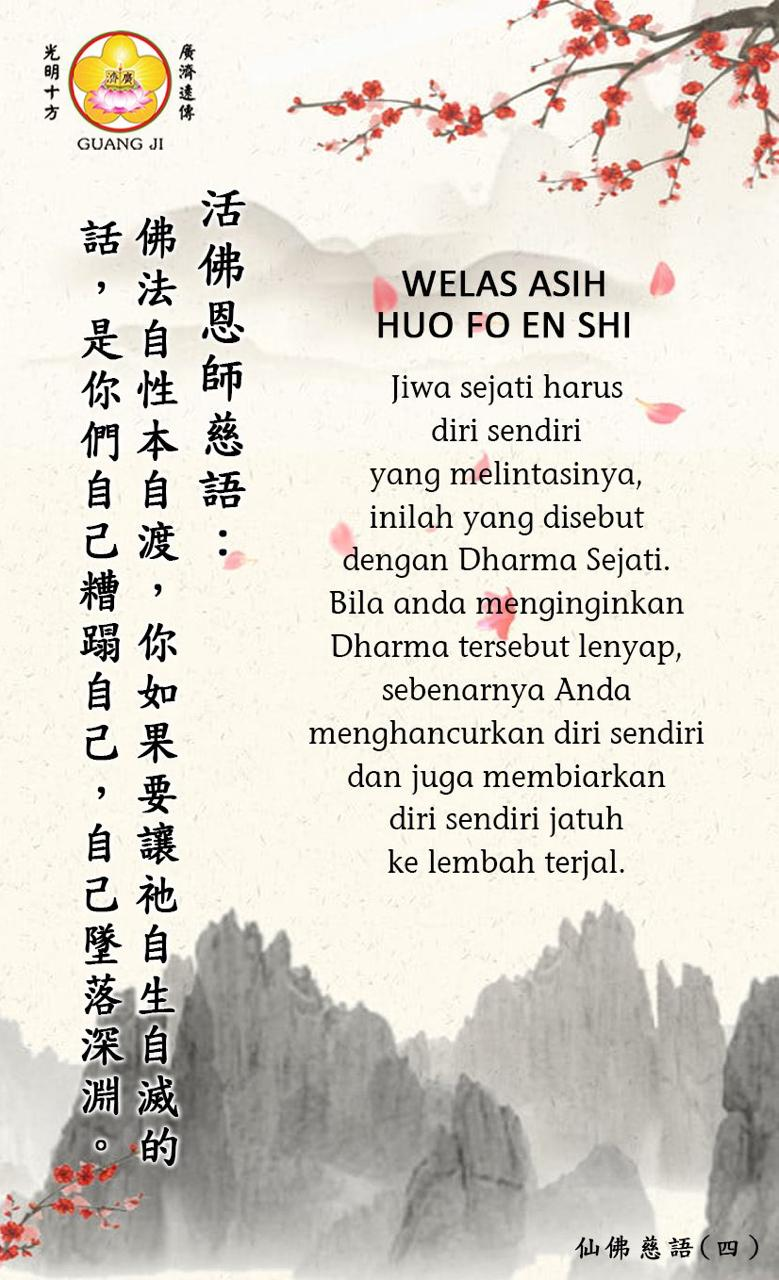 光明十方
廣濟遠傳
廣濟
GUANG JI
活佛恩師慈語：
佛法自性本自渡，你如果要讓祂自生自滅的
話，是你們自己糟蹋自己，自己墜落深淵。
WELAS ASIH
HUO FO EN SHI
Jiwa sejati harus
diri sendiri
yang melintasinya,
inilah yang disebut
dengan Dharma Sejati.
Bila anda menginginkan
Dharma tersebut lenyap,
sebenarnya Anda
menghancurkan diri sendiri
dan juga membiarkan
diri sendiri jatuh
ke lembah terjal.
仙佛慈語(四)